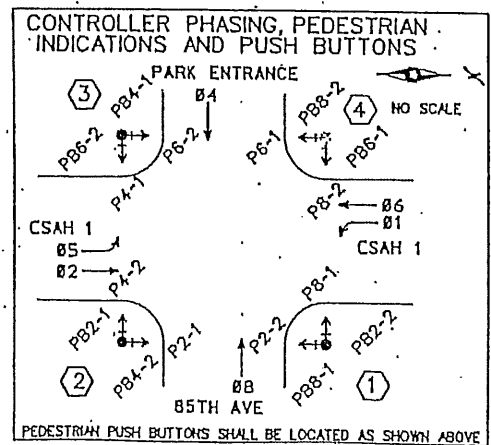 CONTROLLER PHASING, PEDESTRIAN
INDICATIONS AND PUSH BUTTONS
PARK ENTRANCE
3
PB4-1
Ø4
PB8-2
4
NO SCALE
PB6-2
P6-2
P6-1
PB6-1
P4-1
P8-2
Ø6
Ø1
CSAH 1
CSAH 1
Ø5
Ø2
P4-2
P8-1
PB2-1
P2-1
P2-2
PB2-2
2
PB4-2
Ø8
PB8-1
1
85TH AVE
PEDESTRIAN PUSH BUTTONS SHALL BE LOCATED AS SHOWN ABOVE